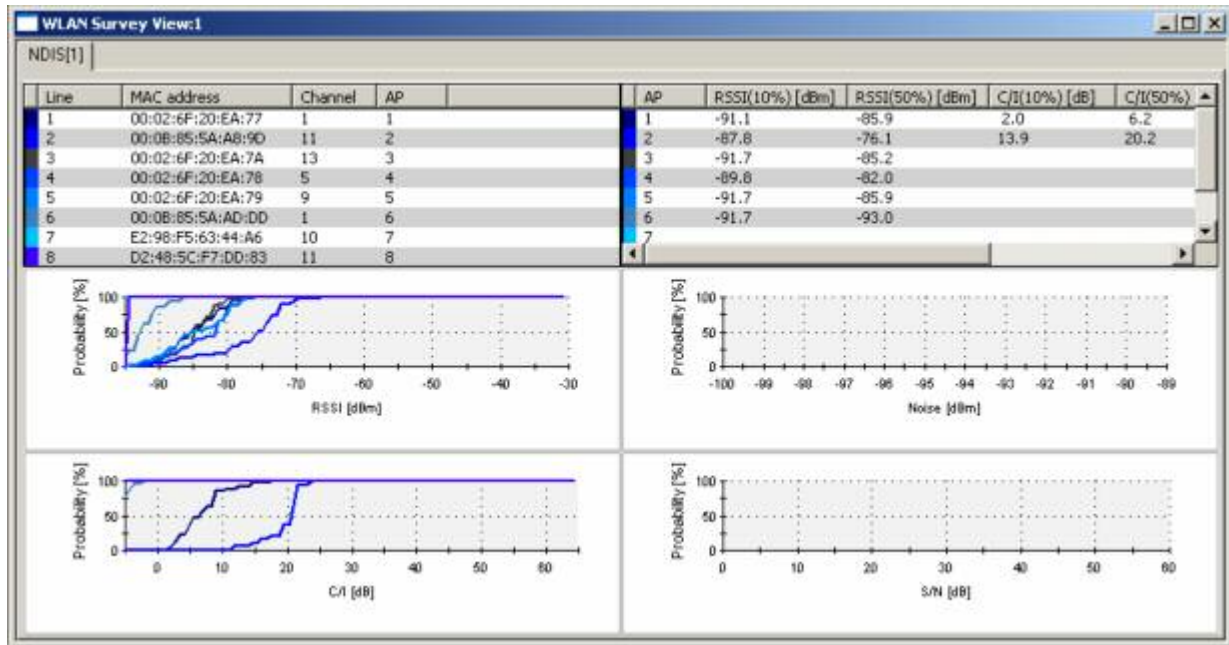 WLAN Survey View:1
NDIS[1]
Line MAC address Channel AP
1 00:02:6F:20:EA:77 1 1
2 00:0B:85:5A:A8:9D 11 2
3 00:02:6F:20:EA:7A 13 3
4 00:02:6F:20:EA:78 5 4
5 00:02:6F:20:EA:79 9 5
6 00:0B:85:5A:AD:DD 1 6
7 E2:98:F5:63:44:A6 10 7
8 D2:48:5C:F7:DD:83 11 8
AP RSSI(10%) [dBm] RSSI(50%) [dBm] C/I(10%) [dB] C/I(50%)
1 -91.1 -85.9 2.0 6.2
2 -87.8 -76.1 13.9 20.2
3 -91.7 -85.2
4 -89.8 -82.0
5 -91.7 -85.9
6 -91.7 -93.0
7
Probability [%]
100
50
0
-90 -80 -70 -60 -50 -40 -30
RSSI [dBm]
Probability [%]
100
50
0
-100 -99 -98 -97 -96 -95 -94 -93 -92 -91 -90 -89
Noise [dBm]
Probability [%]
100
50
0
0 10 20 30 40 50 60
C/I [dB]
Probability [%]
100
50
0
0 10 20 30 40 50 60
S/N [dB]